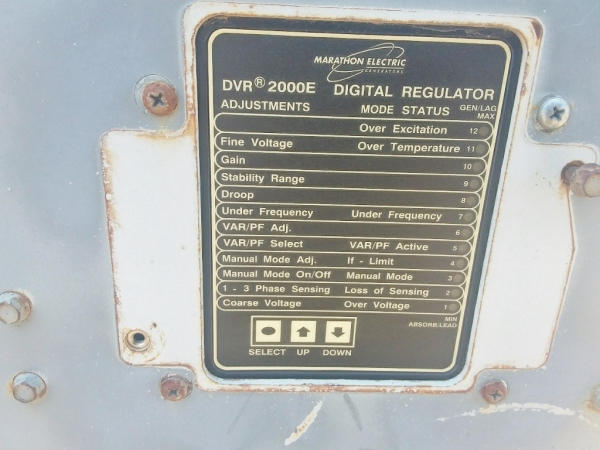 MARATHON ELECTRIC
GENERATORS
DVR® 2000E DIGITAL REGULATOR
ADJUSTMENTS MODE STATUS GEN/LAG MAX
Over Excitation 12
Fine Voltage Over Temperature 11
Gain 10
Stability Range 9
Droop 8
Under Frequency Under Frequency 7
VAR/PF Adj. 6
VAR/PF Select VAR/PF Active 5
Manual Mode Adj. If - Limit 4
Manual Mode On/Off Manual Mode 3
1 - 3 Phase Sensing Loss of Sensing 2
Coarse Voltage Over Voltage 1
MIN
ABSORB/LEAD
SELECT UP DOWN